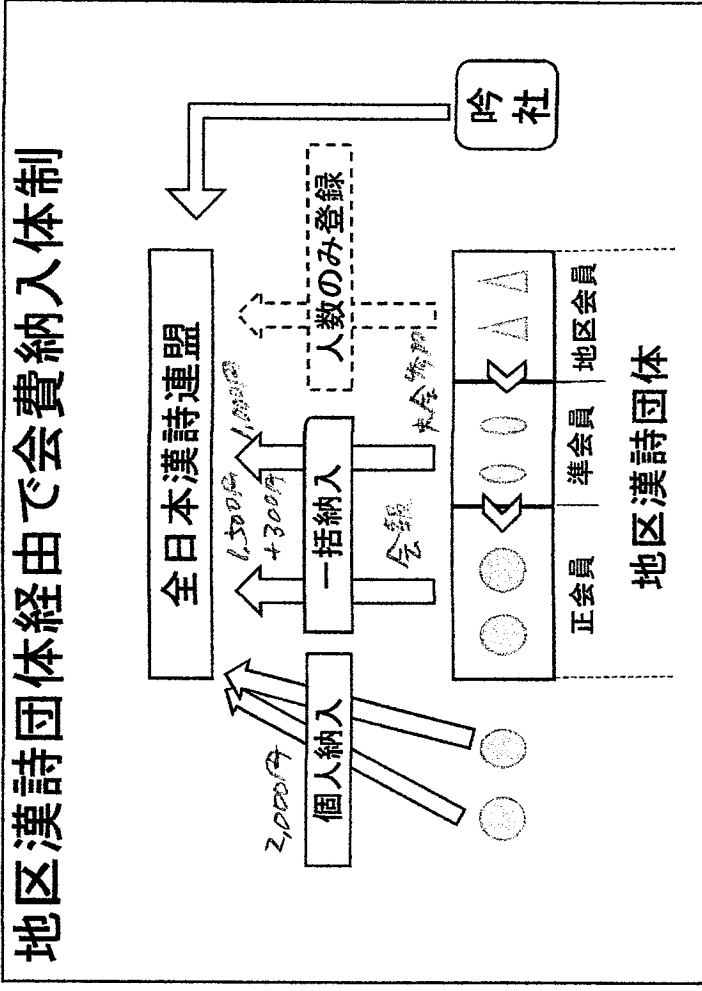 地区漢詩団体経由で会費納入体制
全日本漢詩連盟
2,000円
1,500円
+300円
1,000円
個人納入
一括納入
人数のみ登録
吟社
会報
正会員
準会員
地区会員
地区漢詩団体